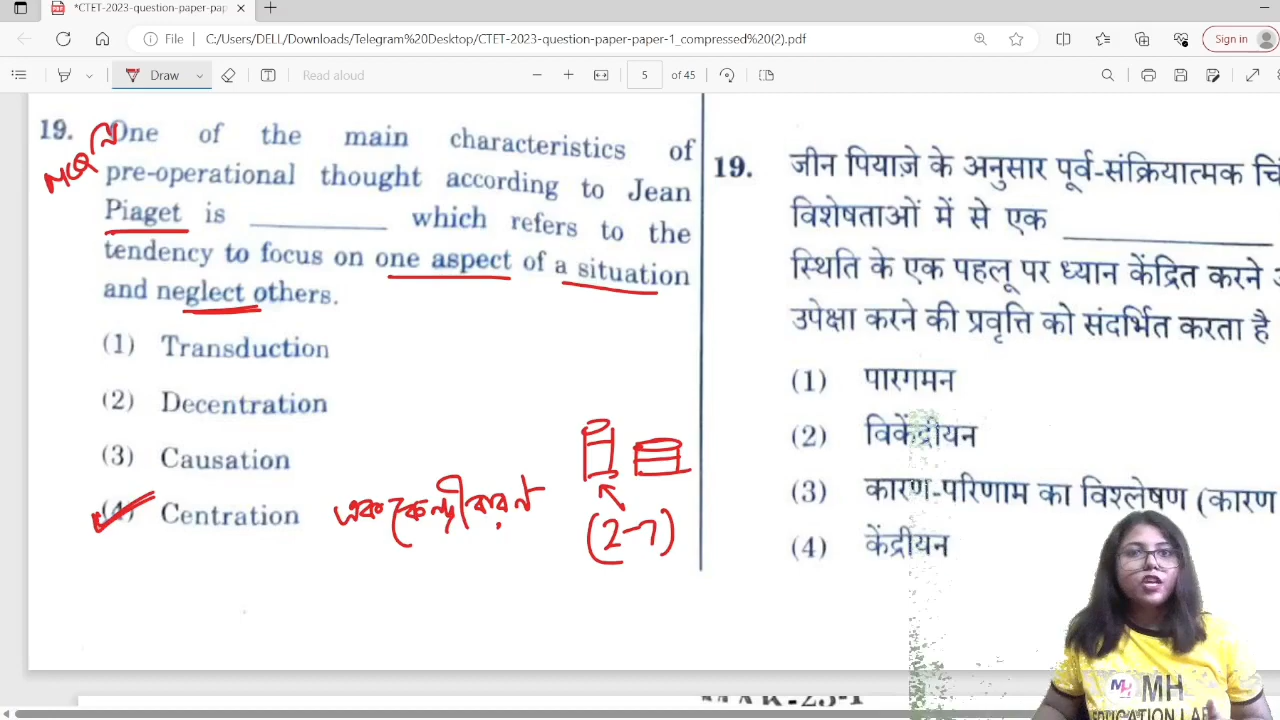 *CTET-2023-question-paper-pap
File
C:/Users/DELL/Downloads/Telegram%20Desktop/CTET-2023-question-paper-paper-1_compressed%20(2).pdf
Sign in
Draw
Read aloud
5 of 45
19. One of the main characteristics of
pre-operational thought according to Jean
Piaget is __________ which refers to the
tendency to focus on one aspect of a situation
and neglect others.
(1) Transduction
(2) Decentration
(3) Causation
(4) Centration
MCQ
এককেন্দ্রীকরণ
(2-7)
19. जीन पियाज़े के अनुसार पूर्व-संक्रियात्मक चिं
विशेषताओं में से एक __________
स्थिति के एक पहलू पर ध्यान केंद्रित करने
उपेक्षा करने की प्रवृत्ति को संदर्भित करता है
(1) पारगमन
(2) विकेंद्रीयन
(3) कारण-परिणाम का विश्लेषण (कारण
(4) केंद्रीयन
MH
MH
EDUCATION LAB